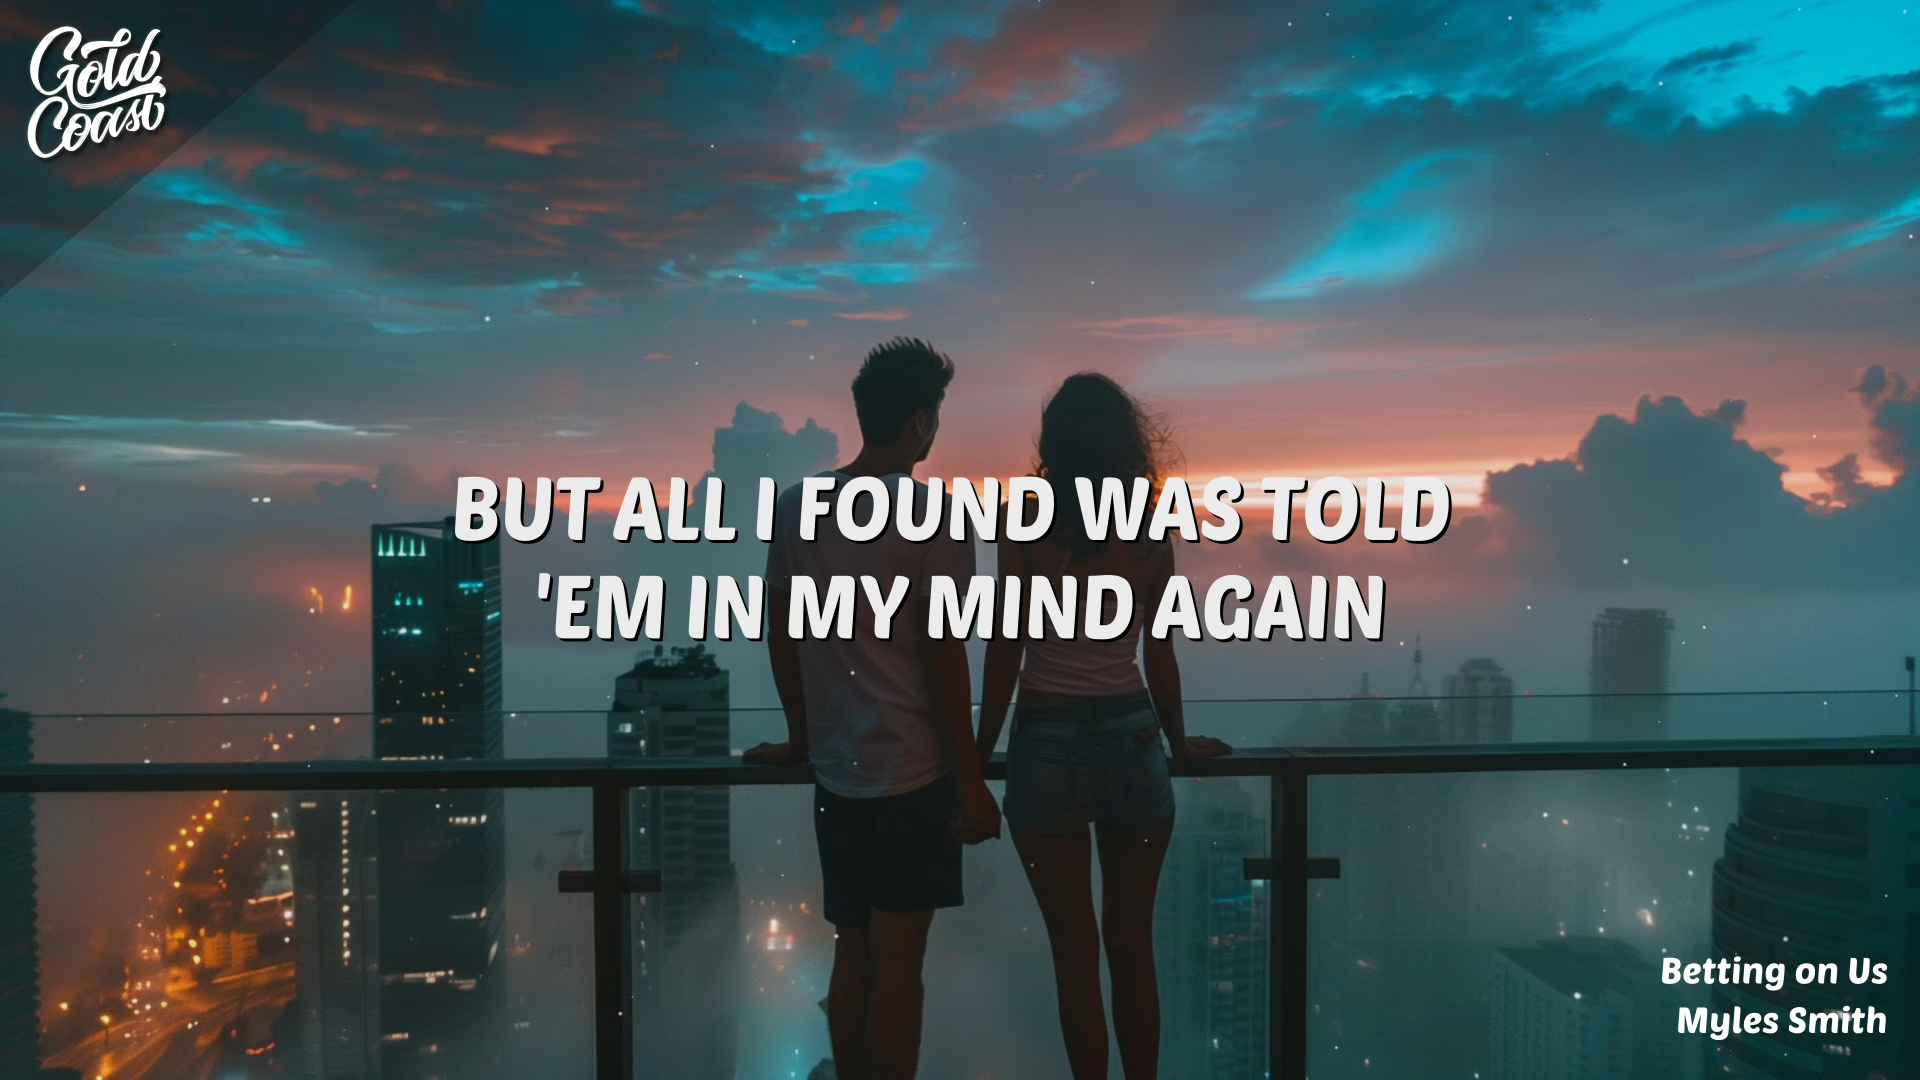 Gold
Coast
BUT ALL I FOUND WAS TOLD
'EM IN MY MIND AGAIN
Betting on Us
Myles Smith